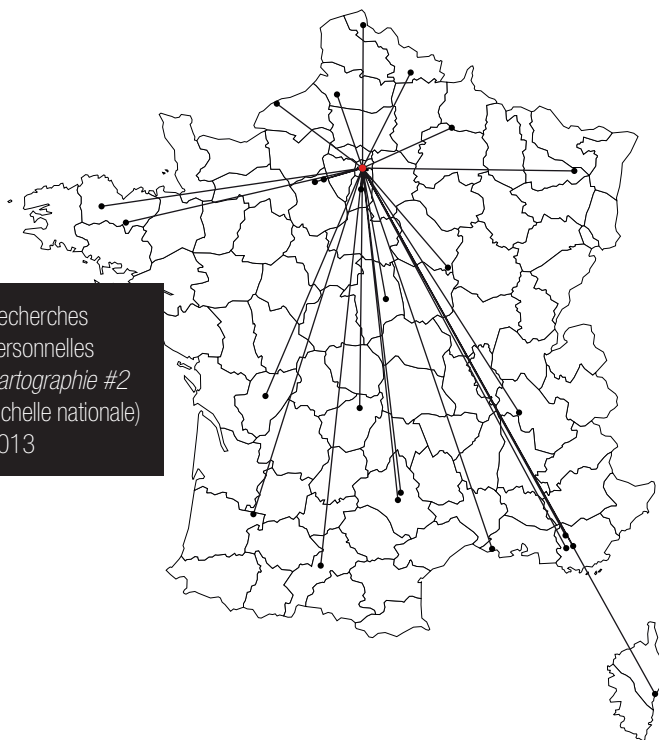 echerches
ersonnelles
artographie #2
chelle nationale)
013